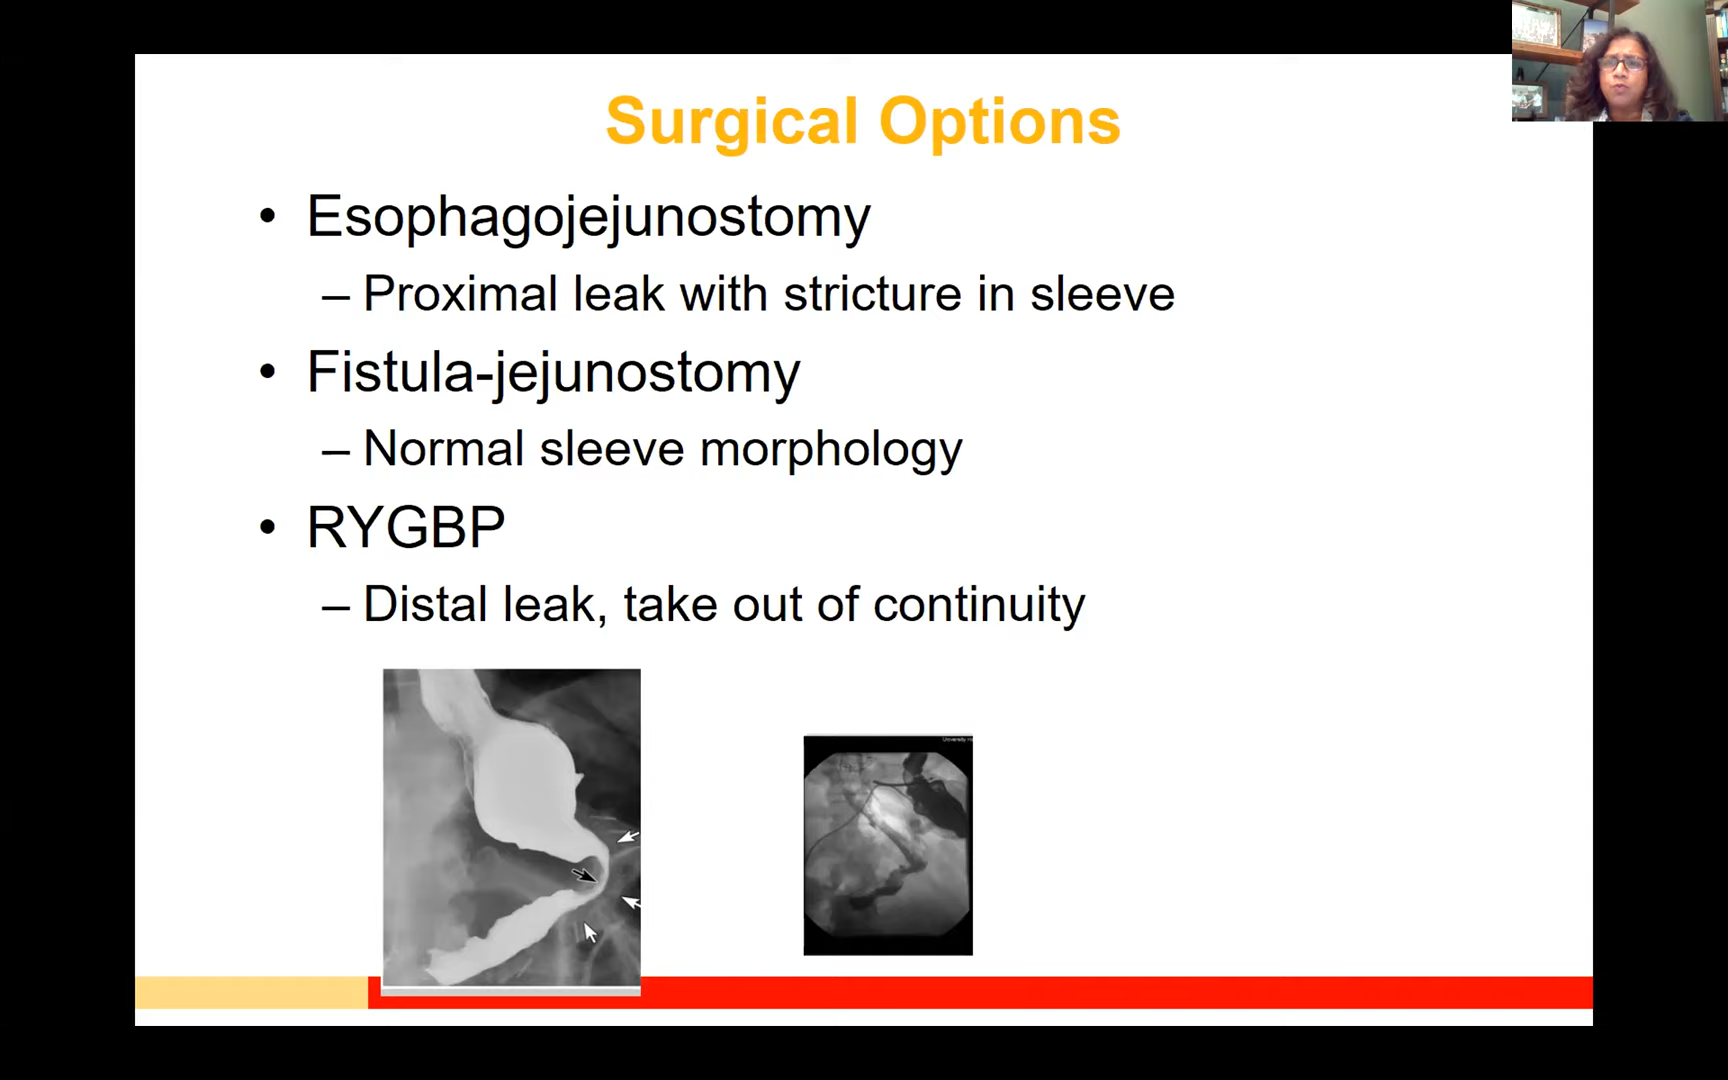 Surgical Options
• Esophagojejunostomy
– Proximal leak with stricture in sleeve
• Fistula-jejunostomy
– Normal sleeve morphology
• RYGBP
– Distal leak, take out of continuity
University